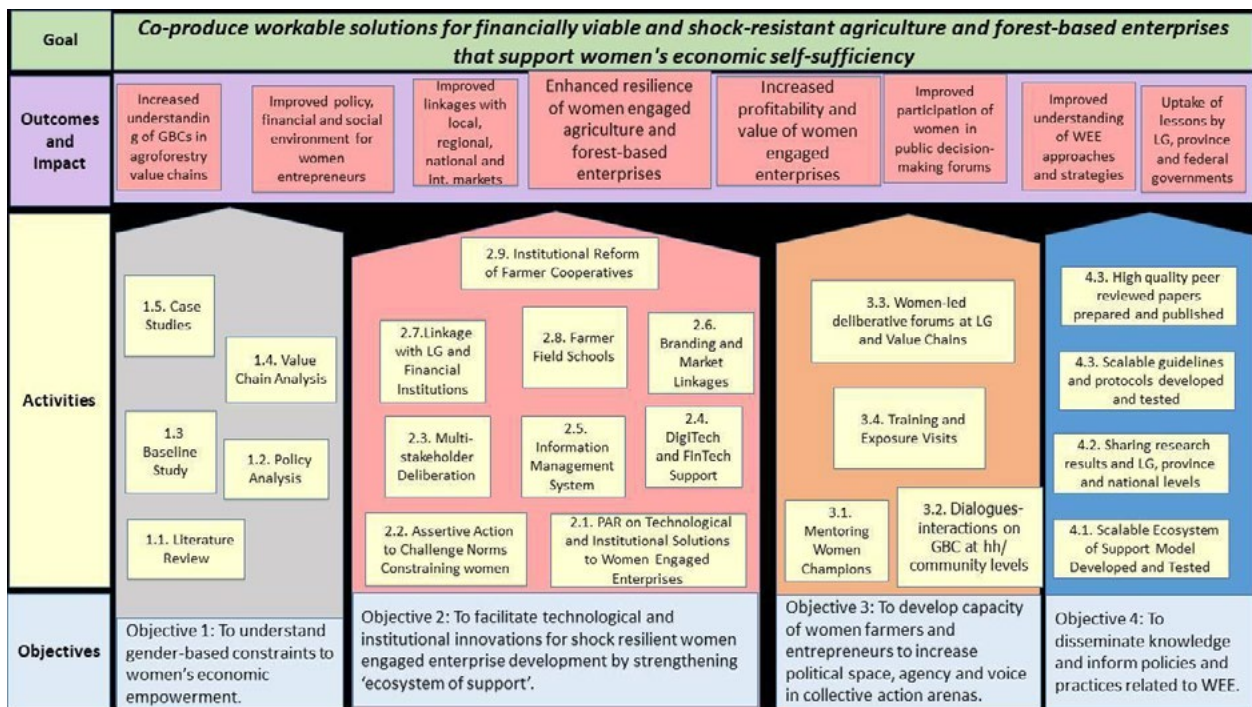 Goal
Co-produce workable solutions for financially viable and shock-resistant agriculture and forest-based enterprises
that support women's economic self-sufficiency
Outcomes
and
Impact
Increased
understandin
g of GBCs in
agroforestry
value chains
Improved policy,
financial and social
environment for
women
entrepreneurs
Improved
linkages with
local,
regional,
national and
Int. markets
Enhanced resilience
of women engaged
agriculture and
forest-based
enterprises
Increased
profitability and
value of women
engaged
enterprises
Improved
participation of
women in
public decision-
making forums
Improved
understanding
of WEE
approaches
and strategies
Uptake of
lessons by LG,
province and
federal
governments
Activities
1.5. Case
Studies
1.4. Value
Chain Analysis
1.3
Baseline
Study
1.2. Policy
Analysis
1.1. Literature
Review
2.9. Institutional Reform
of Farmer Cooperatives
2.7.Linkage
with LG and
Financial
Institutions
2.8. Farmer
Field Schools
2.6.
Branding and
Market
Linkages
2.3. Multi-
stakeholder
Deliberation
2.5.
Information
Management
System
2.4.
DigiTech
and FinTech
Support
2.2. Assertive Action
to Challenge Norms
Constraining women
2.1. PAR on Technological
and Institutional Solutions
to Women Engaged
Enterprises
3.3. Women-led
deliberative forums at LG
and Value Chains
3.4. Training and
Exposure Visits
3.1.
Mentoring
Women
Champions
3.2. Dialogues-
interactions on
GBC at hh/
community levels
4.3. High quality peer
reviewed papers
prepared and published
4.3. Scalable guidelines
and protocols developed
and tested
4.2. Sharing research
results and LG, province
and national levels
4.1. Scalable Ecosystem
of Support Model
Developed and Tested
Objectives
Objective 1: To understand
gender-based constraints to
women's economic
empowerment.
Objective 2: To facilitate technological and
institutional innovations for shock resilient women
engaged enterprise development by strengthening
'ecosystem of support'.
Objective 3: To develop capacity
of women farmers and
entrepreneurs to increase
political space, agency and voice
in collective action arenas.
Objective 4: To
disseminate knowledge
and inform policies and
practices related to WEE.